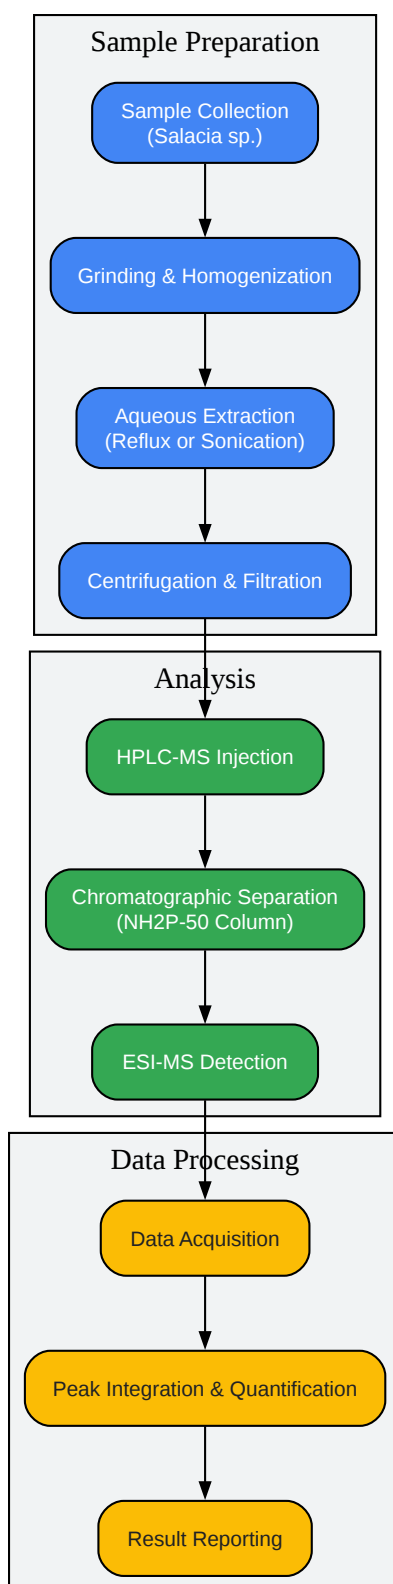 Sample Preparation
Sample Collection
(Salacia sp.)
Grinding & Homogenization
Aqueous Extraction
(Reflux or Sonication)
Centrifugation & Filtration
Analysis
HPLC-MS Injection
Chromatographic Separation
(NH2P-50 Column)
ESI-MS Detection
Data Processing
Data Acquisition
Peak Integration & Quantification
Result Reporting